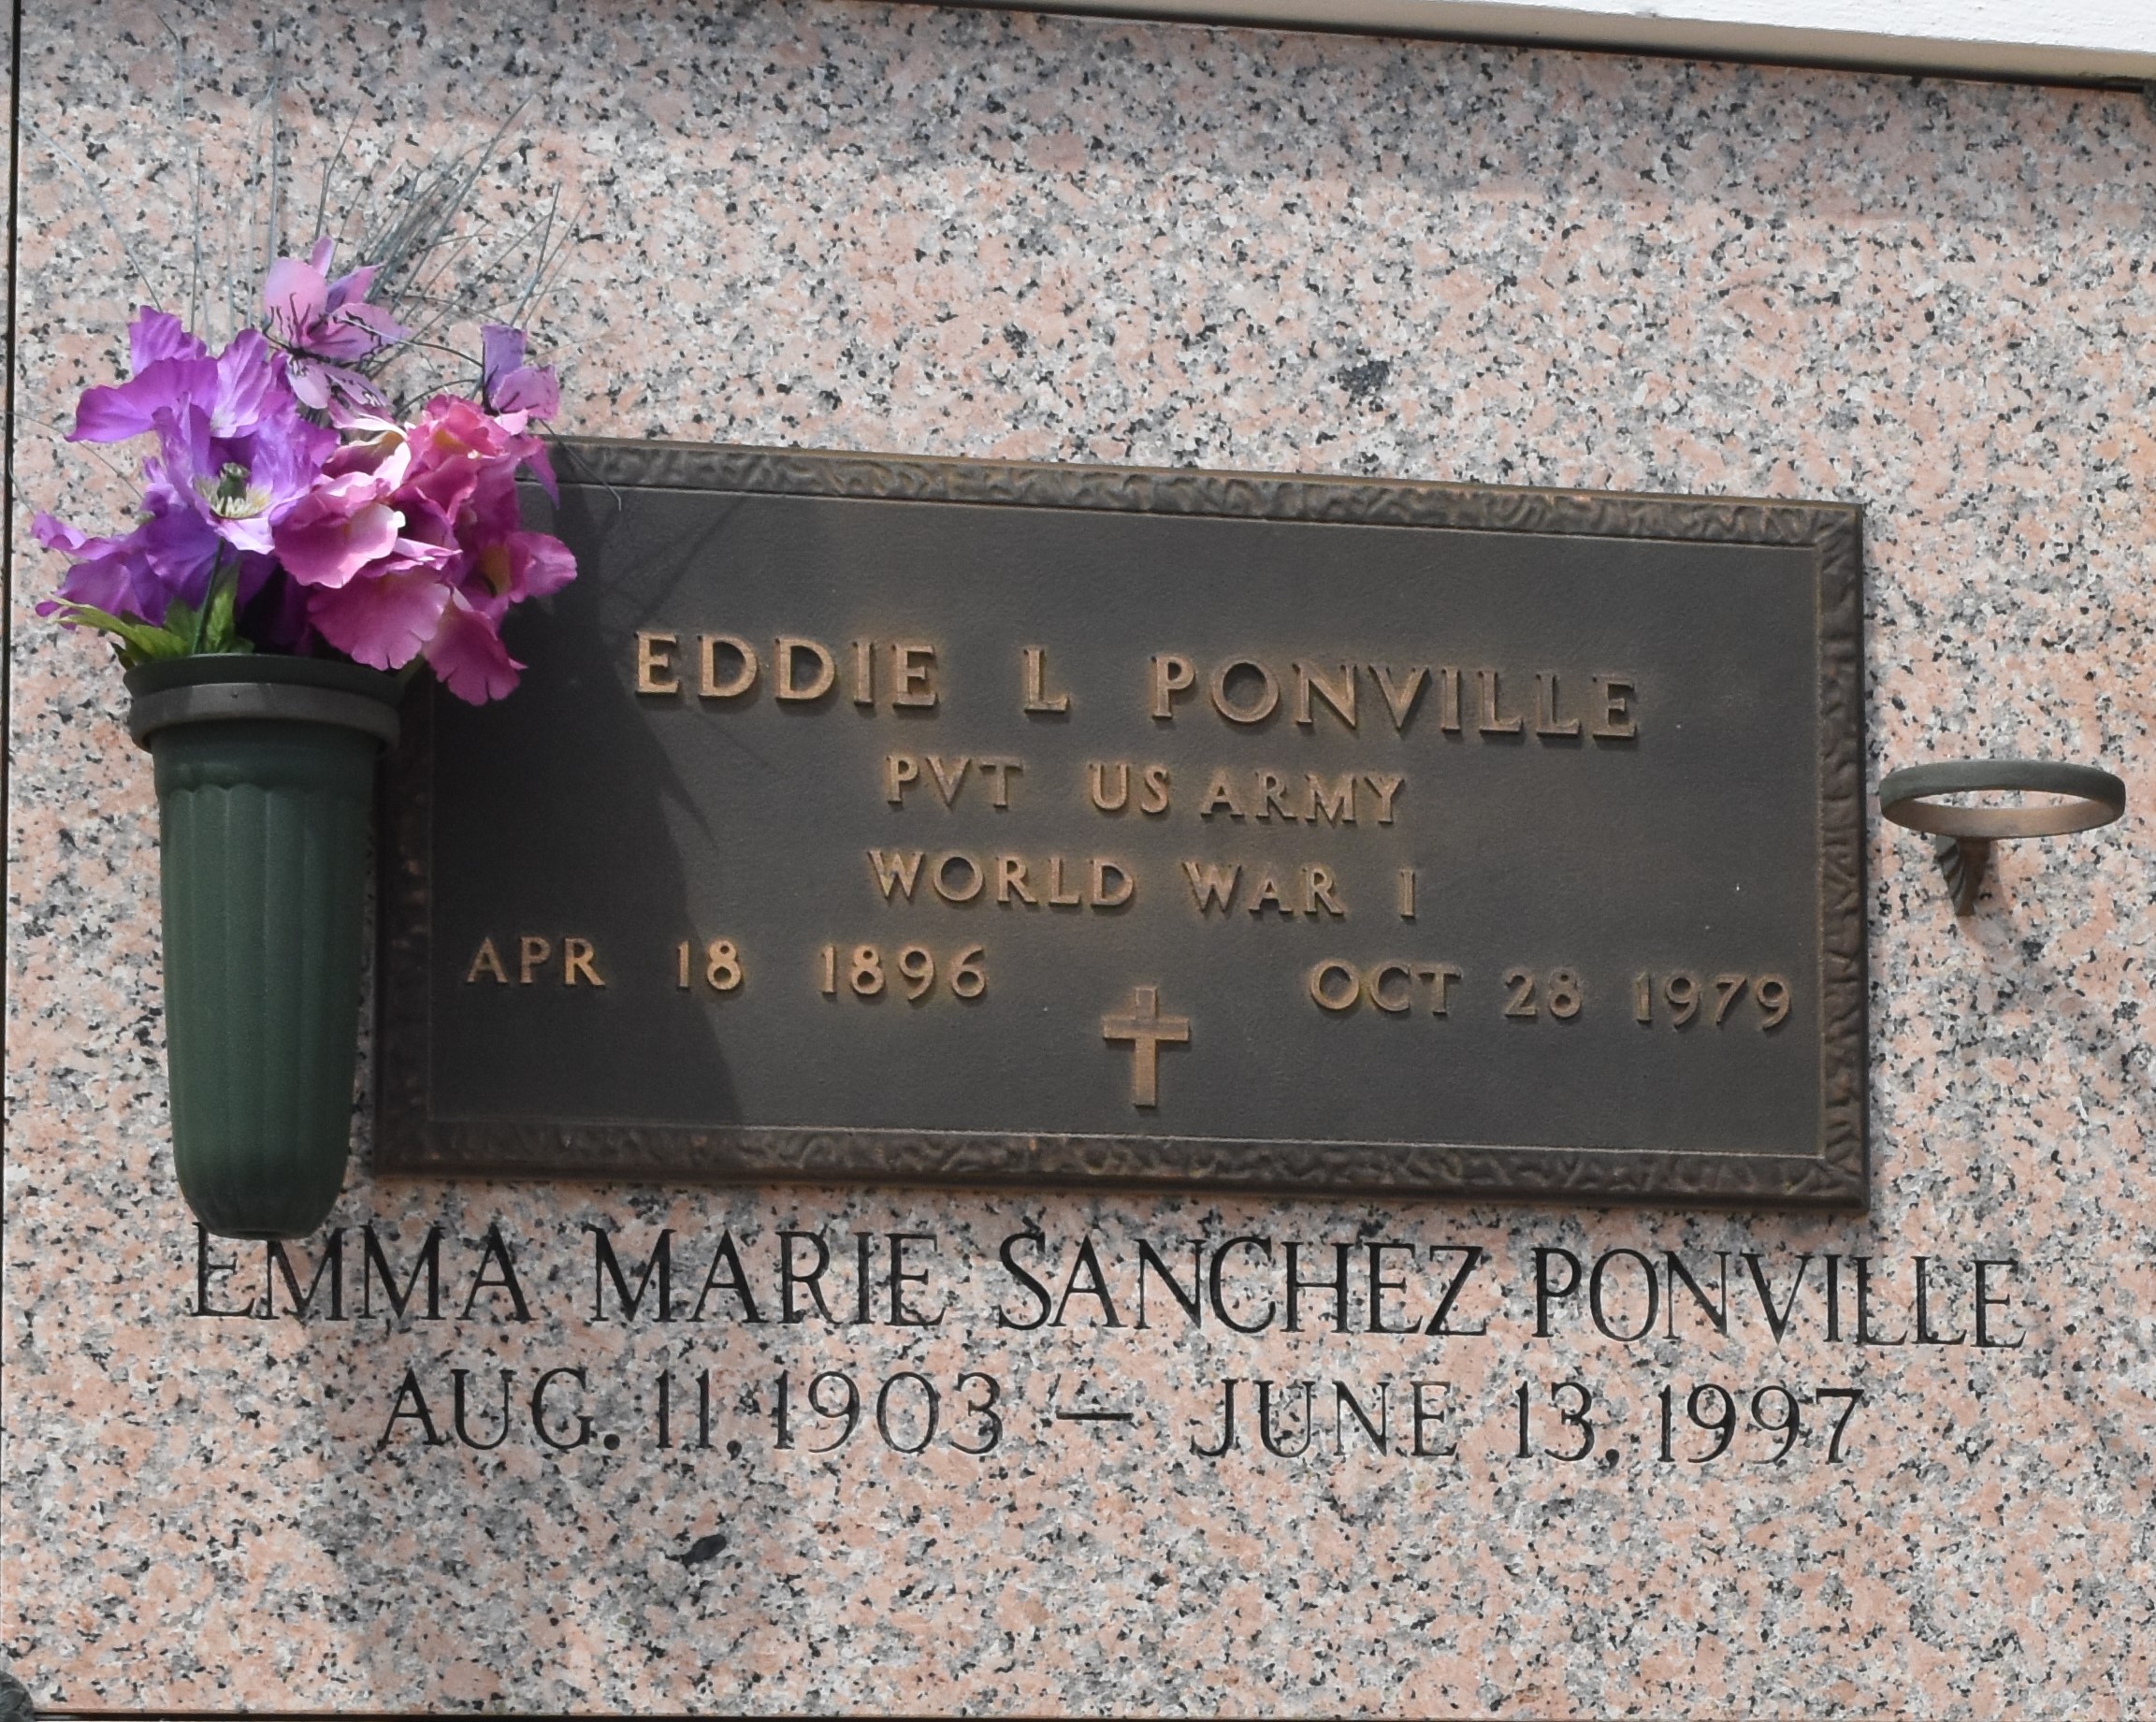 EDDIE L PONVILLE
PVT US ARMY
WORLD WAR I
APR 18 1896 OCT 28 1979
EMMA MARIE SANCHEZ PONVILLE
AUG. 11, 1903 — JUNE 13, 1997